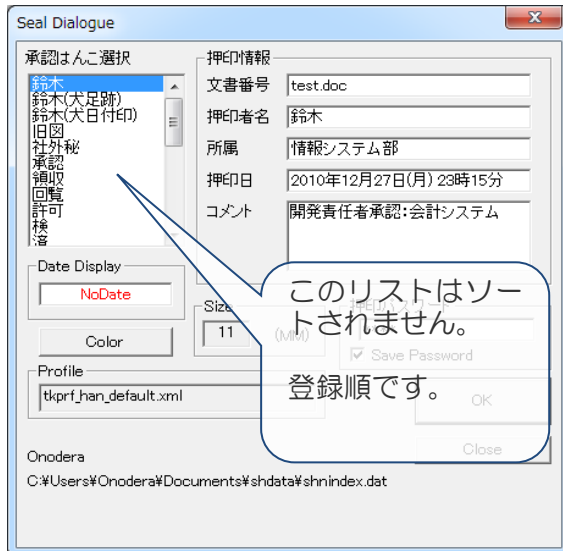 Seal Dialogue
承認はんこ選択
鈴木
鈴木(犬足跡)
鈴木(犬日付印)
旧図
社外秘
承認
領収
回覧
許可
検
済
押印情報
文書番号
test.doc
押印者名
鈴木
所属
情報システム部
押印日
2010年12月27日(月) 23時15分
コメント
開発責任者承認:会計システム
Date Display
NoDate
Color
Size
11
(MM)
押印パスワード
Save Password
このリストはソー
トされません。
登録順です。
Profile
tkprf_han_default.xml
OK
Close
Onodera
C:¥Users¥Onodera¥Documents¥shdata¥shnindex.dat